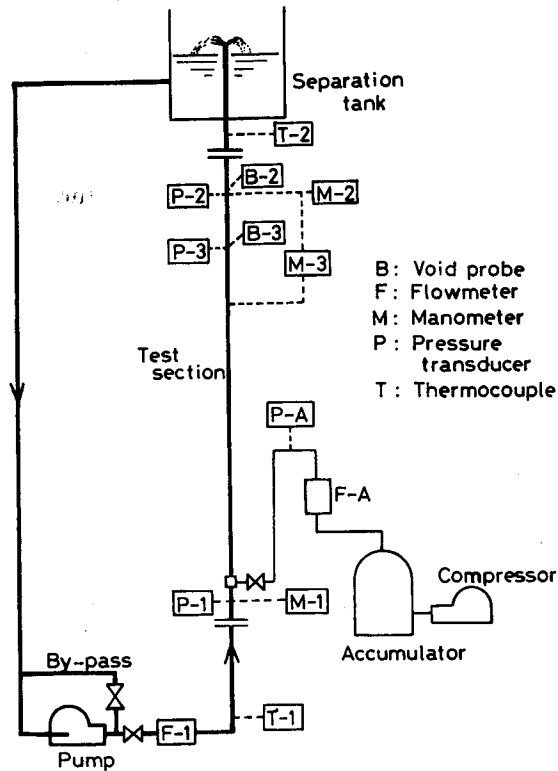 Separation
tank
T-2
B-2
P-2
M-2
B-3
P-3
M-3
B: Void probe
F: Flowmeter
M: Manometer
P: Pressure
transducer
T: Thermocouple
Test
section
P-A
F-A
Compressor
P-1
M-1
Accumulator
By-pass
F-1
T-1
Pump